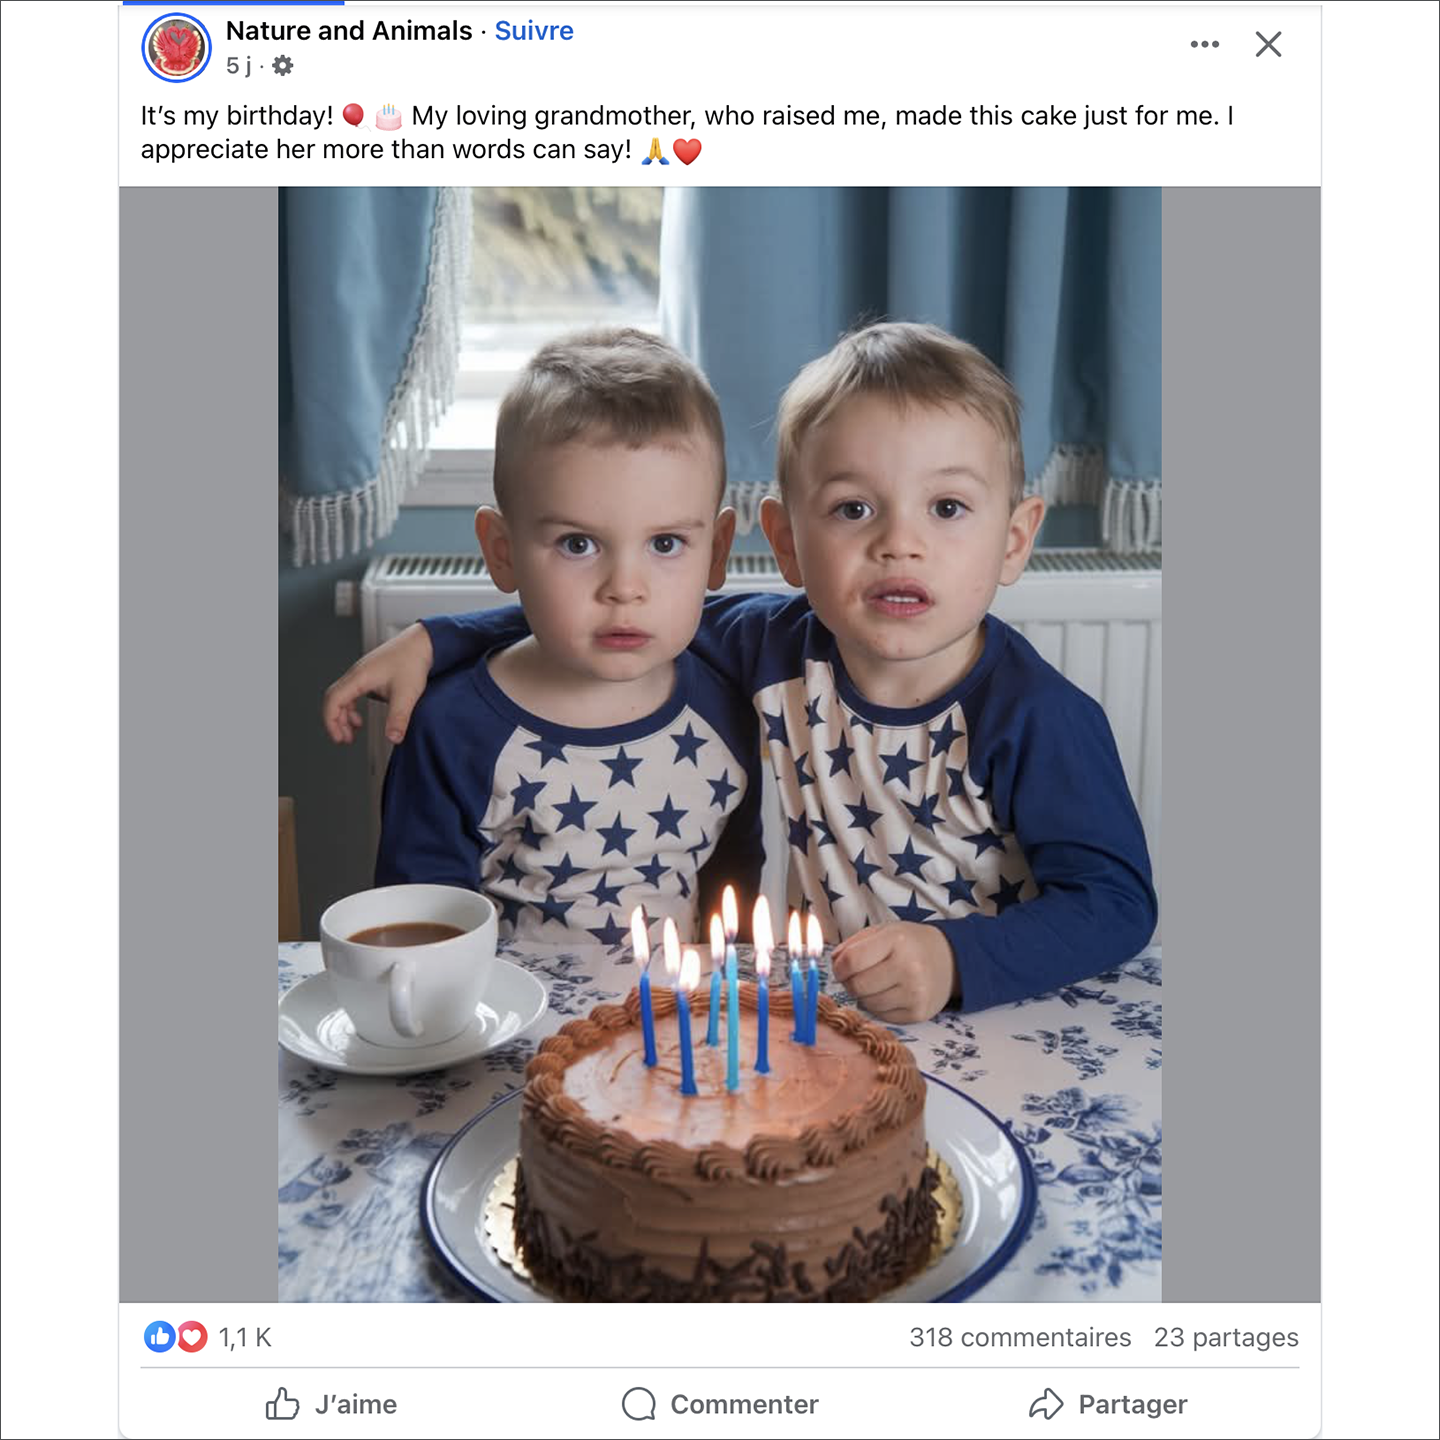 Nature and Animals · Suivre
5 j ·
It’s my birthday! 🎈🎂 My loving grandmother, who raised me, made this cake just for me. I
appreciate her more than words can say! 🙏❤️
1,1 K
318 commentaires 23 partages
J’aime Commenter Partager